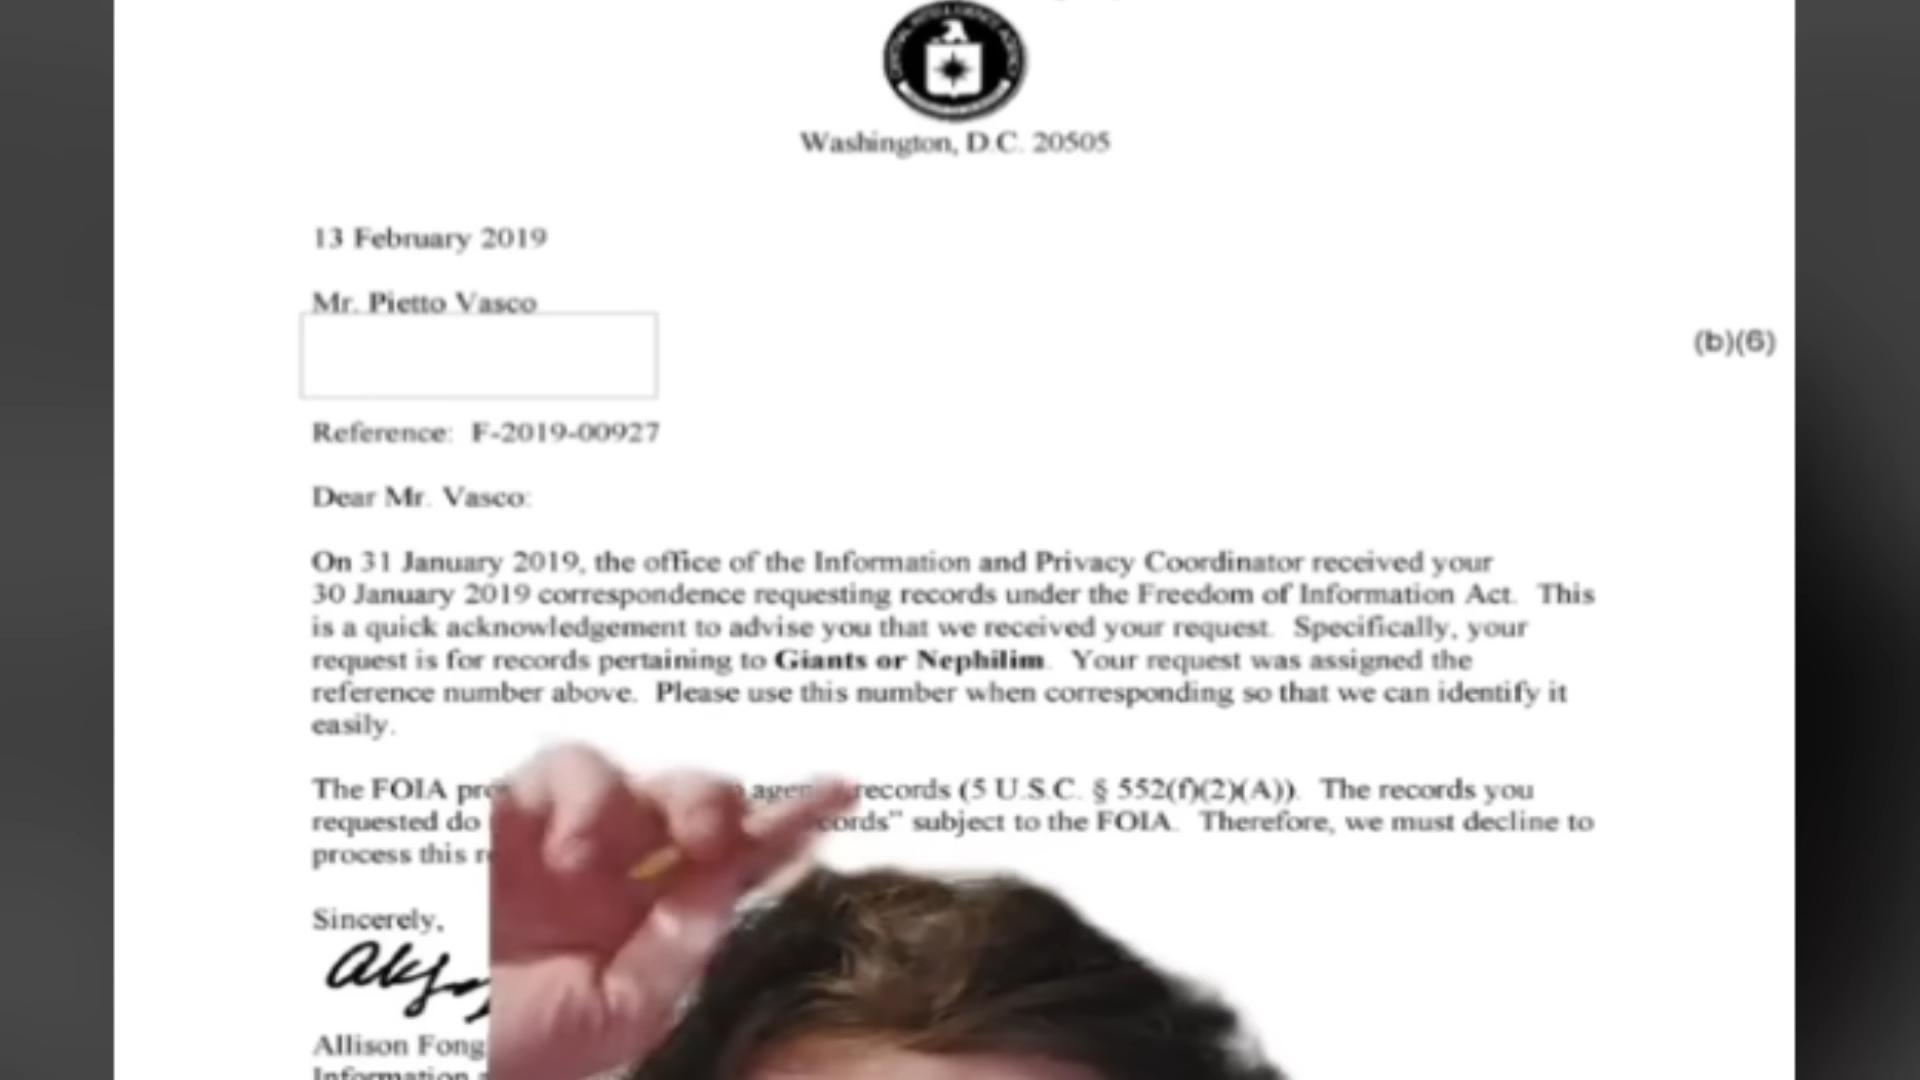 Washington, D.C. 20505
13 February 2019
Mr. Pietto Vasco
(b)(6)
Reference: F-2019-00927
Dear Mr. Vasco:
On 31 January 2019, the office of the Information and Privacy Coordinator received your
30 January 2019 correspondence requesting records under the Freedom of Information Act. This
is a quick acknowledgement to advise you that we received your request. Specifically, your
request is for records pertaining to Giants or Nephilim. Your request was assigned the
reference number above. Please use this number when corresponding so that we can identify it
easily.
The FOIA records (5 U.S.C. § 552(f)(2)(A)). The records you
requested do subject to the FOIA. Therefore, we must decline to
process this
Sincerely,
Allison Fong
Information